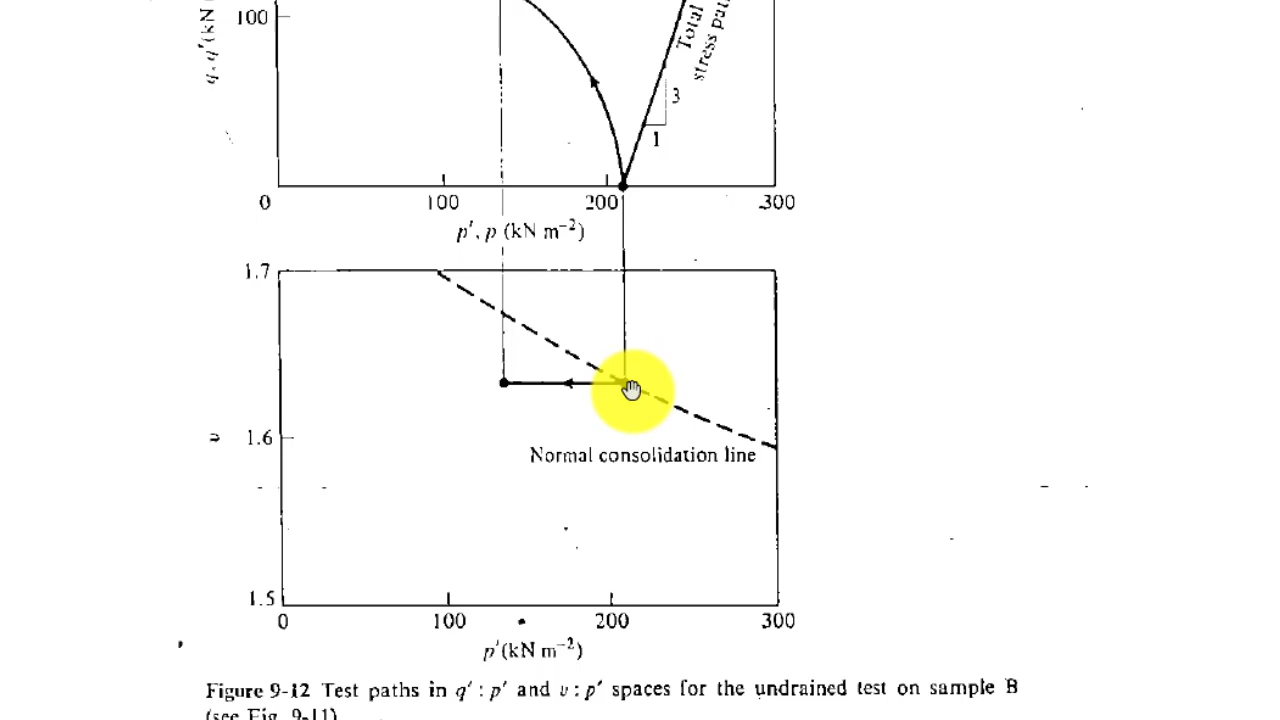 q, q′(kN
100
Total
stress pat
3
1
0 100 200 300
p′, p (kN m⁻²)
1.7
υ 1.6
Normal consolidation line
1.5
0 100 200 300
p′(kN m⁻²)
Figure 9-12 Test paths in q′ : p′ and υ : p′ spaces for the undrained test on sample B
(see Fig. 9-11)